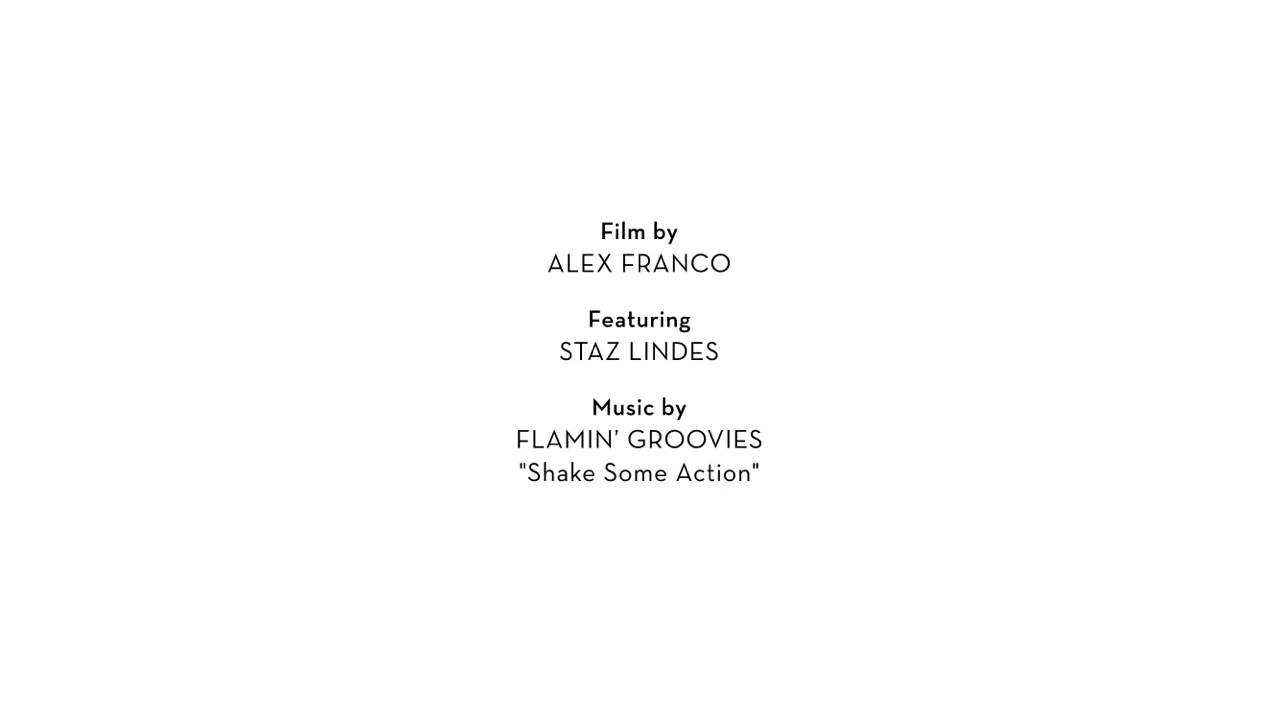 Film by
ALEX FRANCO
Featuring
STAZ LINDES
Music by
FLAMIN’ GROOVIES
"Shake Some Action"